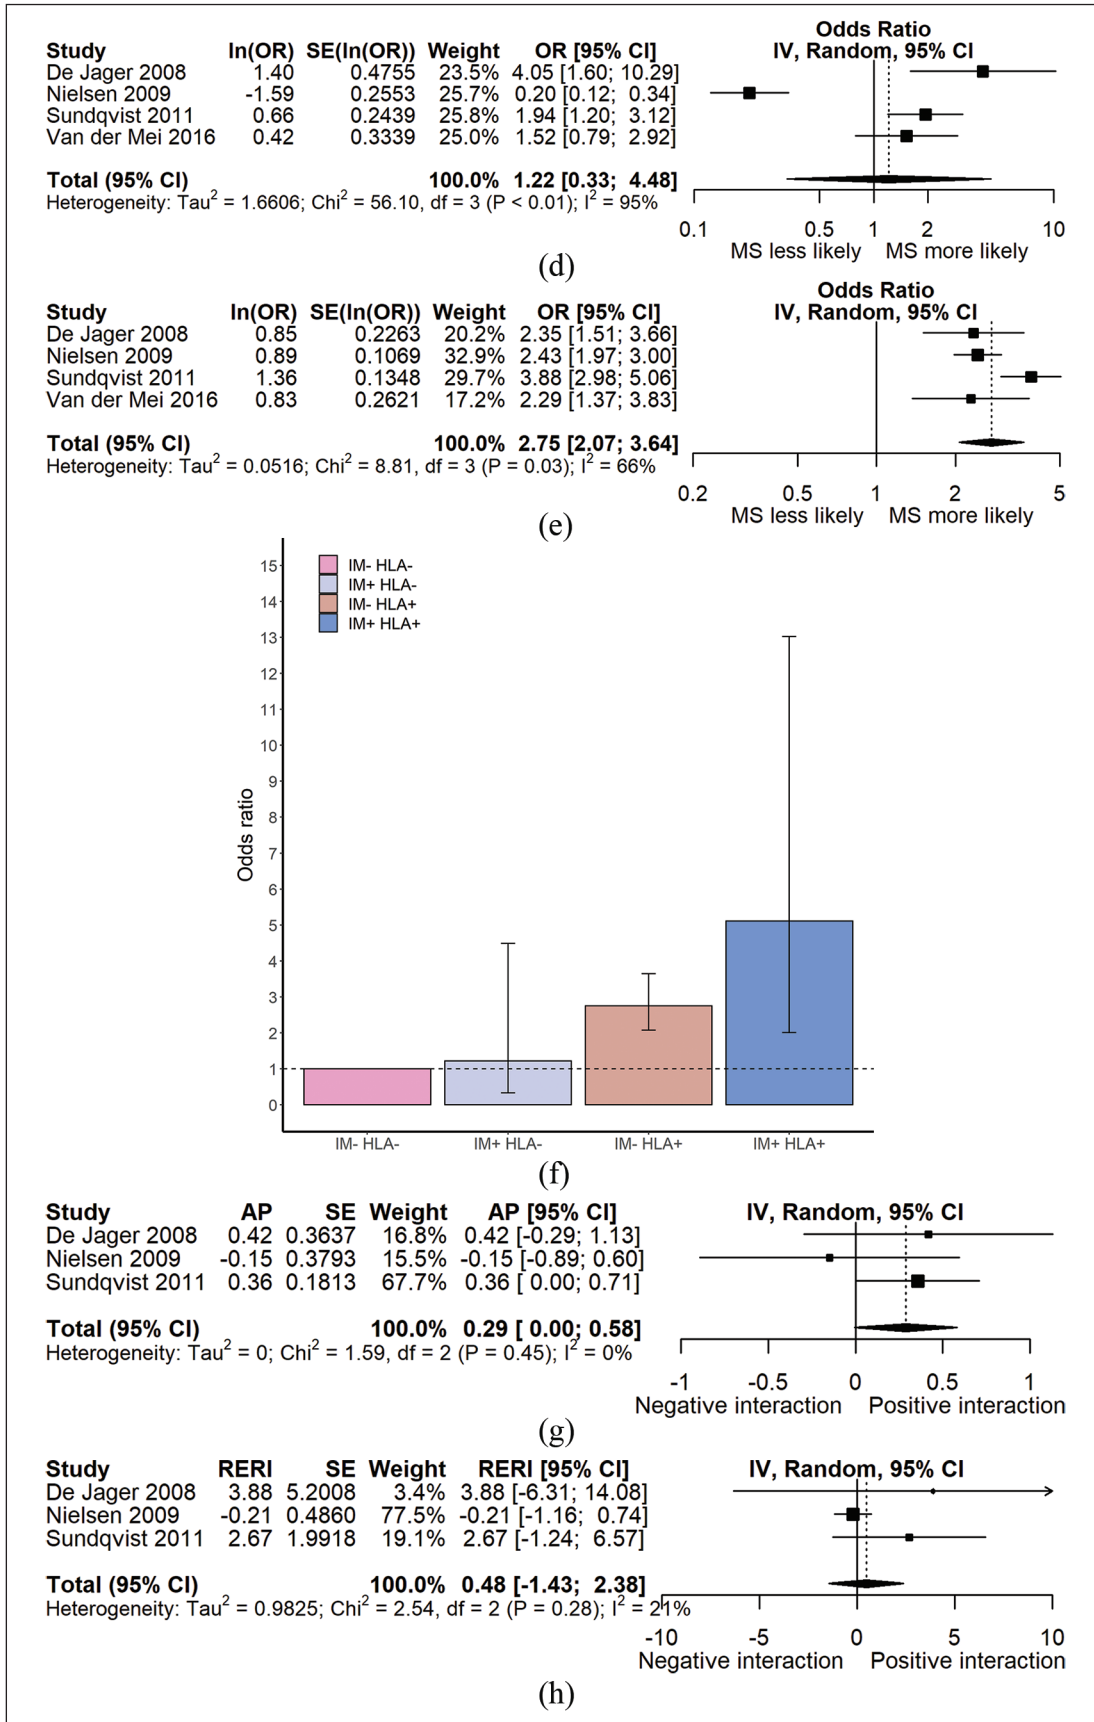 Odds Ratio
Study ln(OR) SE(ln(OR)) Weight OR [95% CI] IV, Random, 95% CI
De Jager 2008 1.40 0.4755 23.5% 4.05 [1.60; 10.29]
Nielsen 2009 -1.59 0.2553 25.7% 0.20 [0.12; 0.34]
Sundqvist 2011 0.66 0.2439 25.8% 1.94 [1.20; 3.12]
Van der Mei 2016 0.42 0.3339 25.0% 1.52 [0.79; 2.92]
Total (95% CI) 100.0% 1.22 [0.33; 4.48]
Heterogeneity: Tau² = 1.6606; Chi² = 56.10, df = 3 (P < 0.01); I² = 95%
0.1 0.5 1 2 10
MS less likely MS more likely
(d)
Odds Ratio
Study ln(OR) SE(ln(OR)) Weight OR [95% CI] IV, Random, 95% CI
De Jager 2008 0.85 0.2263 20.2% 2.35 [1.51; 3.66]
Nielsen 2009 0.89 0.1069 32.9% 2.43 [1.97; 3.00]
Sundqvist 2011 1.36 0.1348 29.7% 3.88 [2.98; 5.06]
Van der Mei 2016 0.83 0.2621 17.2% 2.29 [1.37; 3.83]
Total (95% CI) 100.0% 2.75 [2.07; 3.64]
Heterogeneity: Tau² = 0.0516; Chi² = 8.81, df = 3 (P = 0.03); I² = 66%
0.2 0.5 1 2 5
MS less likely MS more likely
(e)
IM- HLA-
IM+ HLA-
IM- HLA+
IM+ HLA+
15
14
13
12
11
10
9
8
7
6
5
4
3
2
1
0
Odds ratio
IM- HLA- IM+ HLA- IM- HLA+ IM+ HLA+
(f)
Study AP SE Weight AP [95% CI] IV, Random, 95% CI
De Jager 2008 0.42 0.3637 16.8% 0.42 [-0.29; 1.13]
Nielsen 2009 -0.15 0.3793 15.5% -0.15 [-0.89; 0.60]
Sundqvist 2011 0.36 0.1813 67.7% 0.36 [ 0.00; 0.71]
Total (95% CI) 100.0% 0.29 [ 0.00; 0.58]
Heterogeneity: Tau² = 0; Chi² = 1.59, df = 2 (P = 0.45); I² = 0%
-1 -0.5 0 0.5 1
Negative interaction Positive interaction
(g)
Study RERI SE Weight RERI [95% CI] IV, Random, 95% CI
De Jager 2008 3.88 5.2008 3.4% 3.88 [-6.31; 14.08]
Nielsen 2009 -0.21 0.4860 77.5% -0.21 [-1.16; 0.74]
Sundqvist 2011 2.67 1.9918 19.1% 2.67 [-1.24; 6.57]
Total (95% CI) 100.0% 0.48 [-1.43; 2.38]
Heterogeneity: Tau² = 0.9825; Chi² = 2.54, df = 2 (P = 0.28); I² = 21%
-10 -5 0 5 10
Negative interaction Positive interaction
(h)